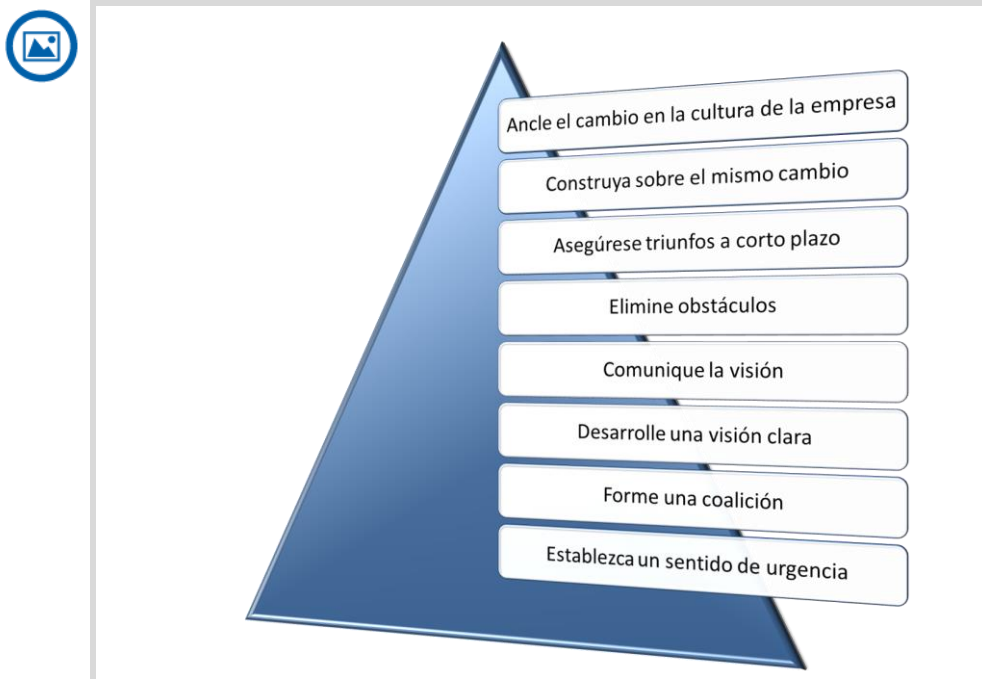 Ancle el cambio en la cultura de la empresa
Construya sobre el mismo cambio
Asegúrese triunfos a corto plazo
Elimine obstáculos
Comunique la visión
Desarrolle una visión clara
Forme una coalición
Establezca un sentido de urgencia